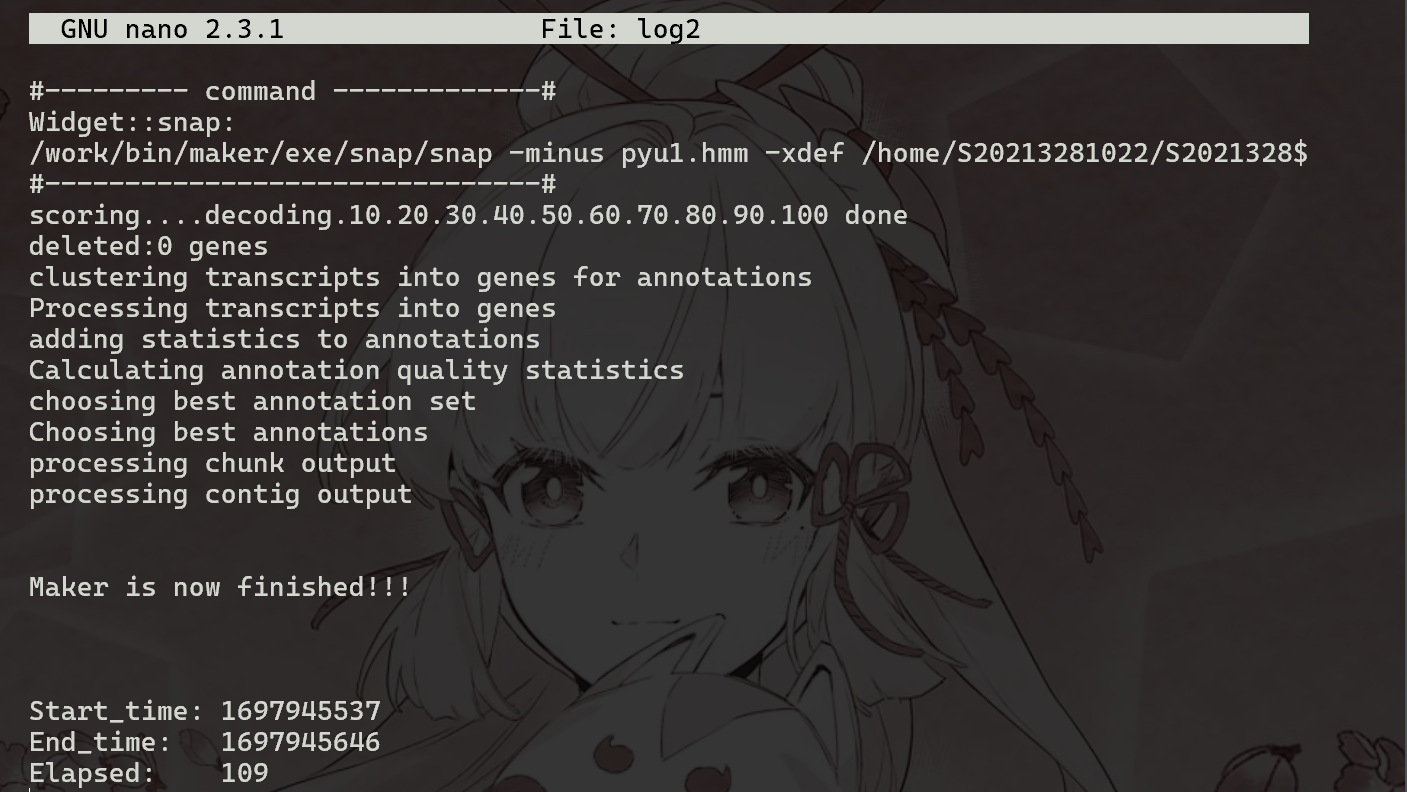 GNU nano 2.3.1 File: log2
#--------- command -------------#
Widget::snap:
/work/bin/maker/exe/snap/snap -minus pyu1.hmm -xdef /home/S20213281022/S2021328$
#-------------------------------#
scoring....decoding.10.20.30.40.50.60.70.80.90.100 done
deleted:0 genes
clustering transcripts into genes for annotations
Processing transcripts into genes
adding statistics to annotations
Calculating annotation quality statistics
choosing best annotation set
Choosing best annotations
processing chunk output
processing contig output
Maker is now finished!!!
Start_time: 1697945537
End_time: 1697945646
Elapsed: 109